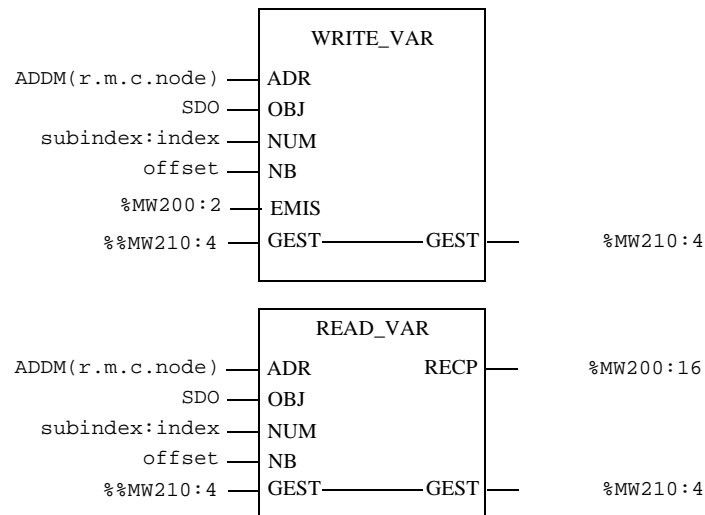 WRITE_VAR
ADDM(r.m.c.node) ADR
SDO OBJ
subindex:index NUM
offset NB
%MW200:2 EMIS
%%MW210:4 GEST GEST %MW210:4
READ_VAR
ADDM(r.m.c.node) ADR RECP %MW200:16
SDO OBJ
subindex:index NUM
offset NB
%%MW210:4 GEST GEST %MW210:4